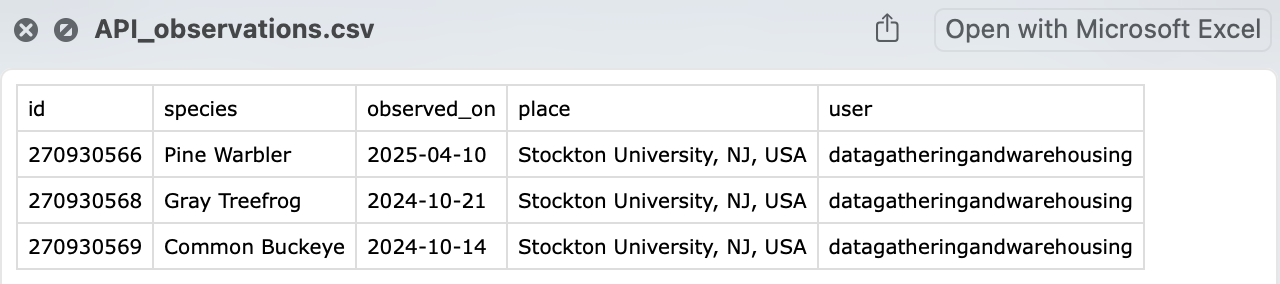 API_observations.csv Open with Microsoft Excel
id species observed_on place user
270930566 Pine Warbler 2025-04-10 Stockton University, NJ, USA datagatheringandwarehousing
270930568 Gray Treefrog 2024-10-21 Stockton University, NJ, USA datagatheringandwarehousing
270930569 Common Buckeye 2024-10-14 Stockton University, NJ, USA datagatheringandwarehousing